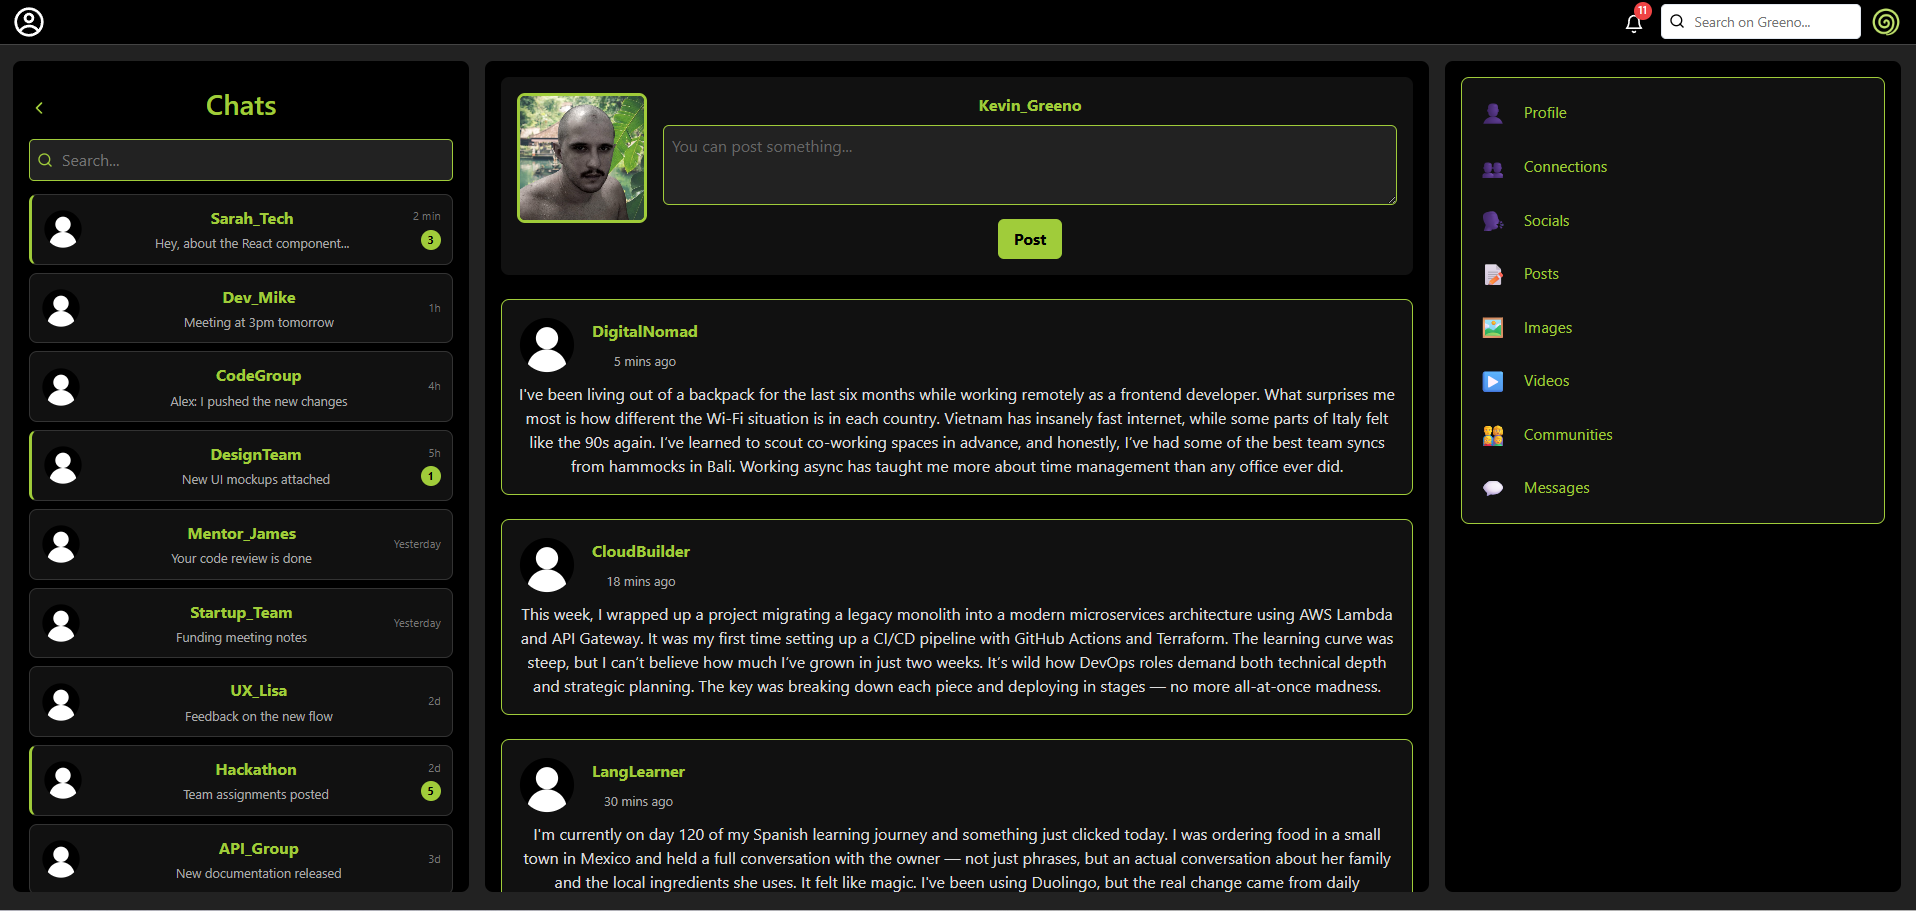 11
Search on Greeno...
Chats
Search...
Sarah_Tech
2 min
Hey, about the React component...
3
Dev_Mike
1h
Meeting at 3pm tomorrow
CodeGroup
4h
Alex: I pushed the new changes
DesignTeam
5h
New UI mockups attached
1
Mentor_James
Yesterday
Your code review is done
Startup_Team
Yesterday
Funding meeting notes
UX_Lisa
2d
Feedback on the new flow
Hackathon
2d
Team assignments posted
5
API_Group
3d
New documentation released
Kevin_Greeno
You can post something...
Post
DigitalNomad
5 mins ago
I've been living out of a backpack for the last six months while working remotely as a frontend developer. What surprises me
most is how different the Wi-Fi situation is in each country. Vietnam has insanely fast internet, while some parts of Italy felt
like the 90s again. I’ve learned to scout co-working spaces in advance, and honestly, I’ve had some of the best team syncs
from hammocks in Bali. Working async has taught me more about time management than any office ever did.
CloudBuilder
18 mins ago
This week, I wrapped up a project migrating a legacy monolith into a modern microservices architecture using AWS Lambda
and API Gateway. It was my first time setting up a CI/CD pipeline with GitHub Actions and Terraform. The learning curve was
steep, but I can’t believe how much I’ve grown in just two weeks. It’s wild how DevOps roles demand both technical depth
and strategic planning. The key was breaking down each piece and deploying in stages — no more all-at-once madness.
LangLearner
30 mins ago
I'm currently on day 120 of my Spanish learning journey and something just clicked today. I was ordering food in a small
town in Mexico and held a full conversation with the owner — not just phrases, but an actual conversation about her family
and the local ingredients she uses. It felt like magic. I've been using Duolingo, but the real change came from daily
Profile
Connections
Socials
Posts
Images
Videos
Communities
Messages